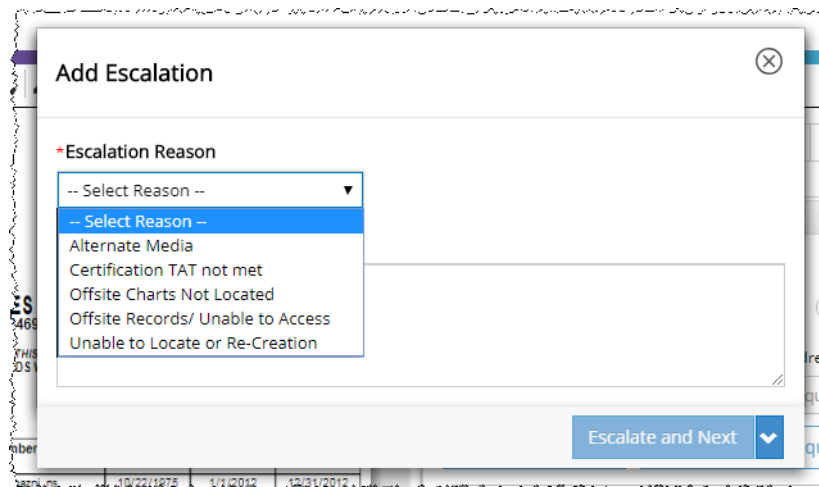 Add Escalation
*Escalation Reason
-- Select Reason --
-- Select Reason --
Alternate Media
Certification TAT not met
Offsite Charts Not Located
Offsite Records/ Unable to Access
Unable to Locate or Re-Creation
Escalate and Next
10/22/1975 1/1/2012 12/31/2012